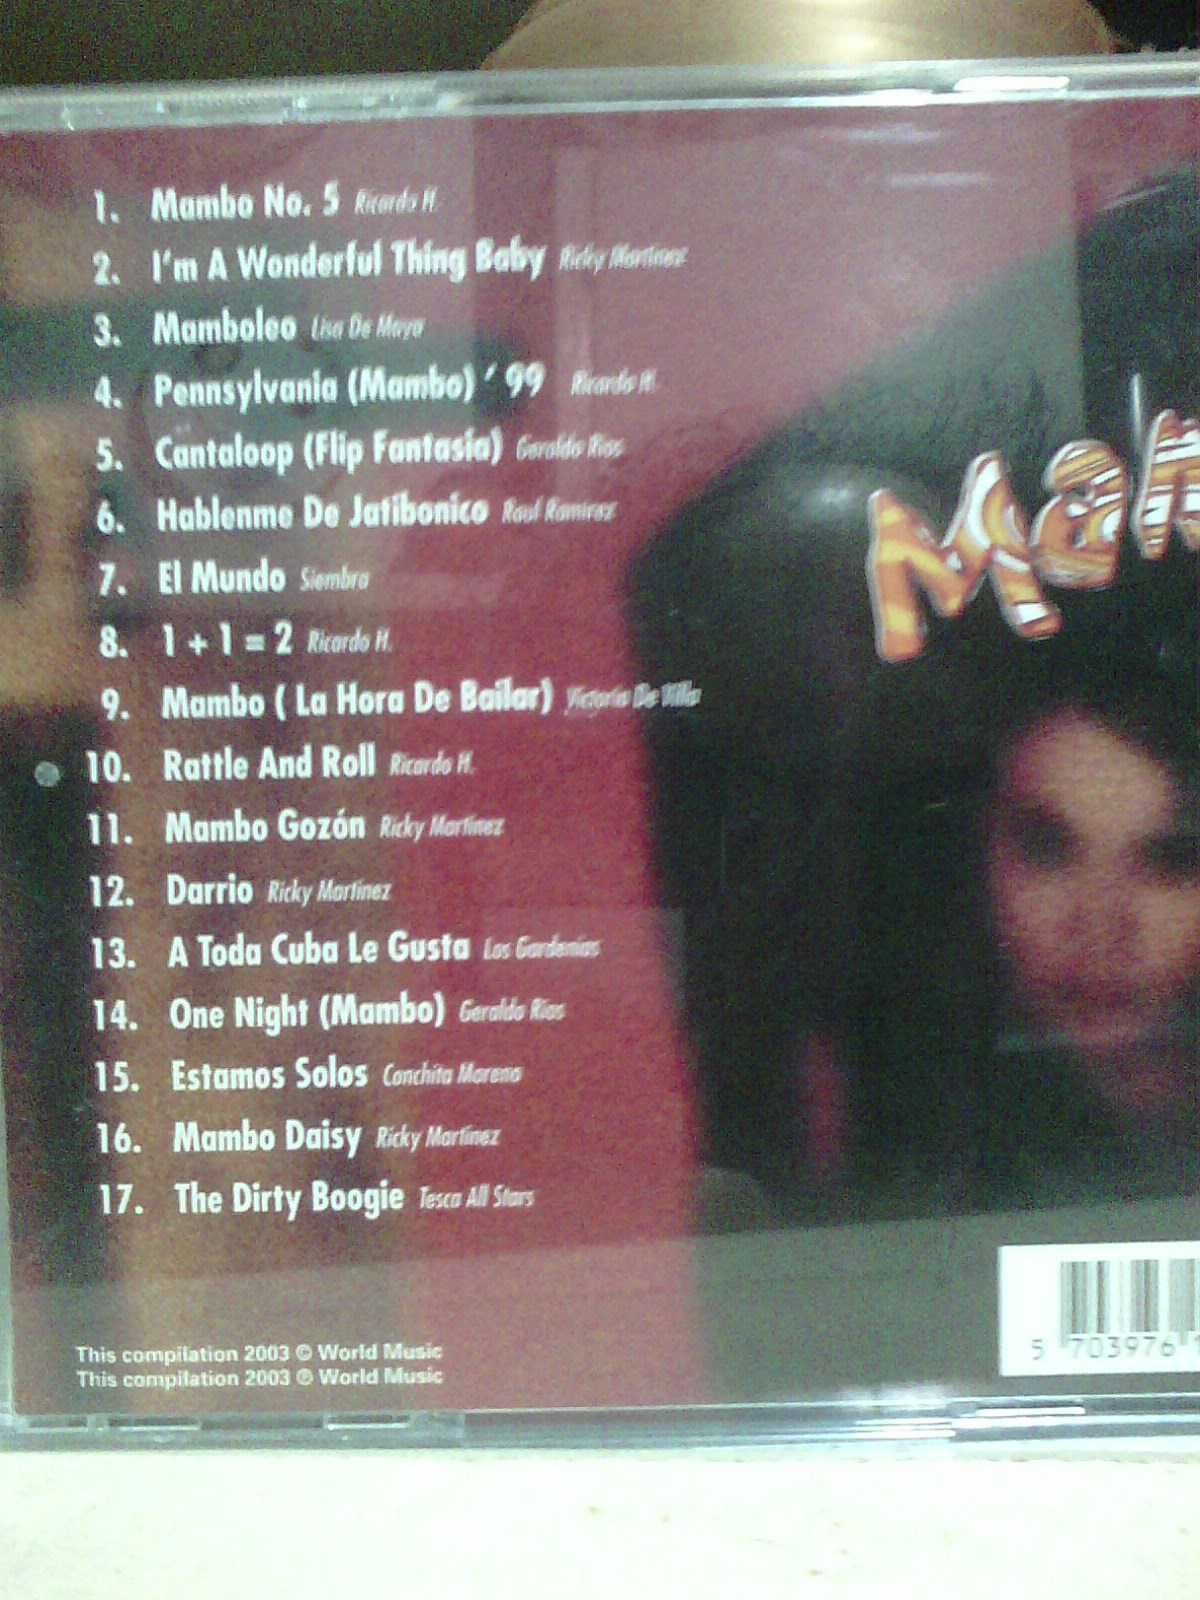 1. Mambo No. 5 Ricardo H.
2. I'm A Wonderful Thing Baby Ricky Martinez
3. Mamboleo Lisa De Maya
4. Pennsylvania (Mambo) ' 99 Ricardo H.
5. Cantaloop (Flip Fantasia) Geraldo Rios
6. Hablenme De Jatibonico Raul Ramirez
7. El Mundo Siembra
8. 1 + 1 = 2 Ricardo H.
9. Mambo ( La Hora De Bailar) Victoria De Villa
10. Rattle And Roll Ricardo H.
11. Mambo Gozón Ricky Martinez
12. Darrio Ricky Martinez
13. A Toda Cuba Le Gusta Los Gardenias
14. One Night (Mambo) Geraldo Rios
15. Estamos Solos Conchita Moreno
16. Mambo Daisy Ricky Martinez
17. The Dirty Boogie Tesca All Stars
This compilation 2003 © World Music
This compilation 2003 ℗ World Music
5 703976